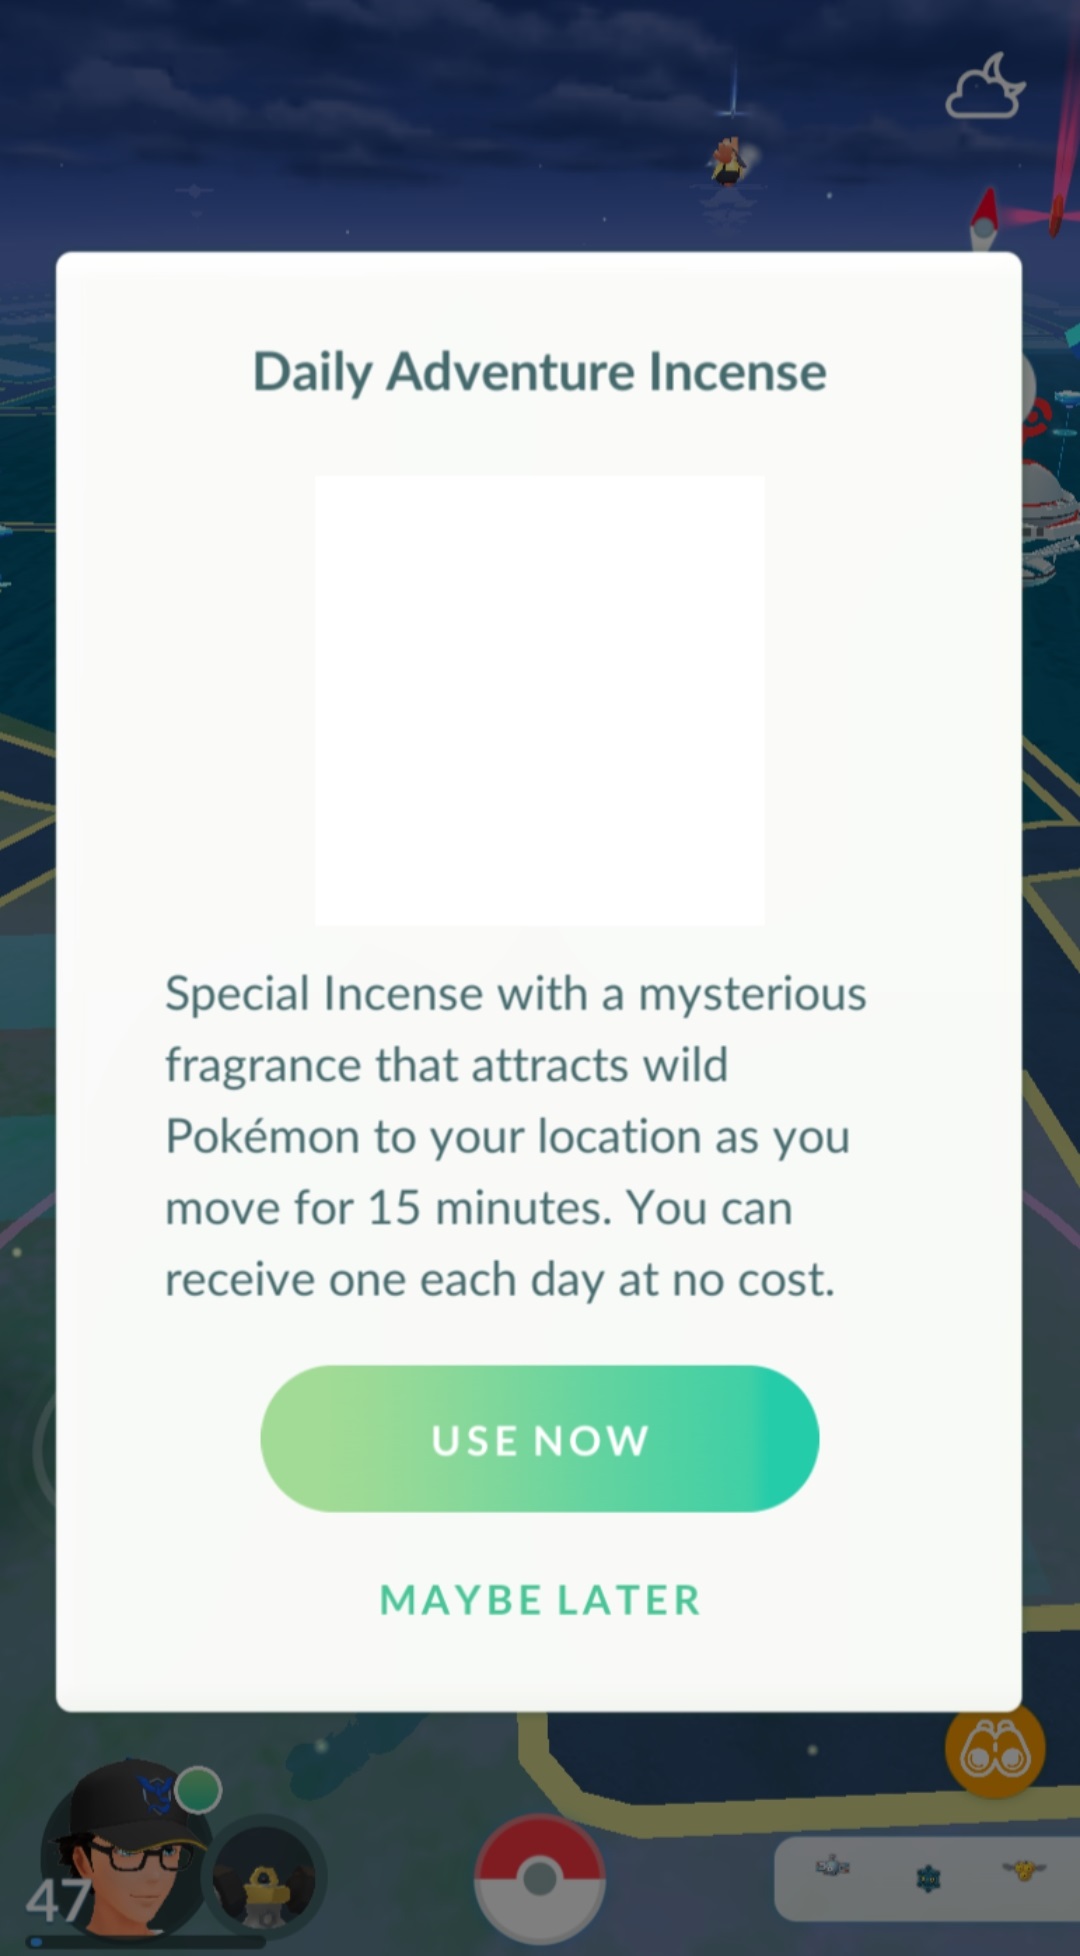 Daily Adventure Incense
Special Incense with a mysterious
fragrance that attracts wild
Pokémon to your location as you
move for 15 minutes. You can
receive one each day at no cost.
USE NOW
MAYBE LATER
47